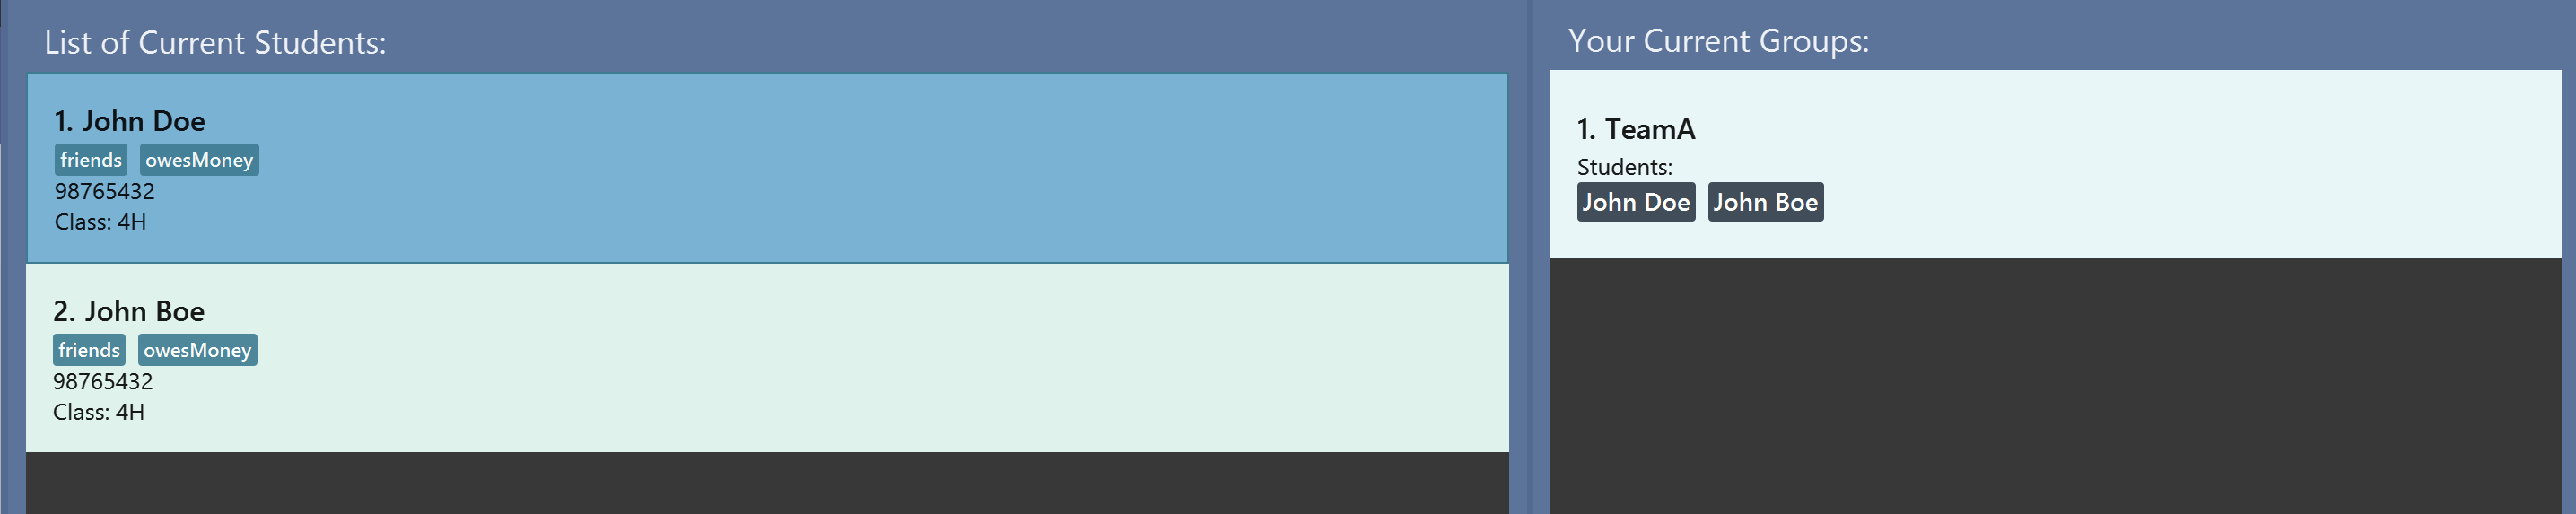 List of Current Students:
1. John Doe
friends owesMoney
98765432
Class: 4H
2. John Boe
friends owesMoney
98765432
Class: 4H
Your Current Groups:
1. TeamA
Students:
John Doe John Boe